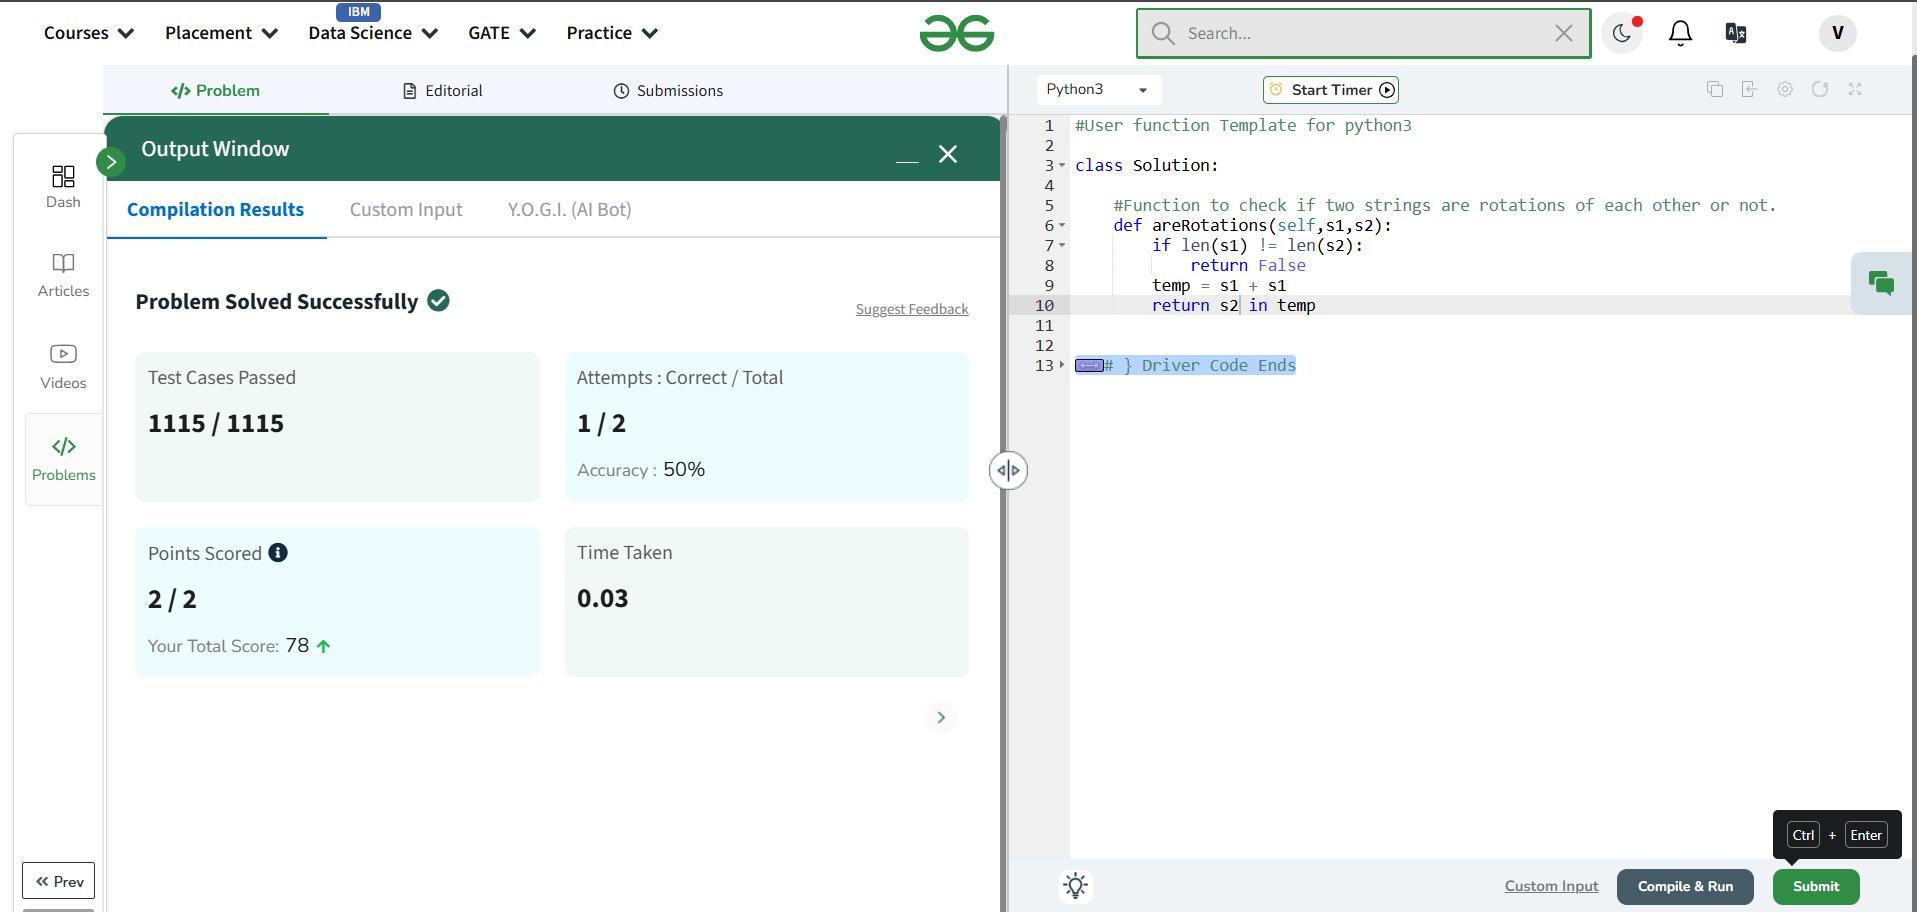 IBM
Courses Placement Data Science GATE Practice
Search...
V
Problem Editorial Submissions
Python3
Start Timer
Dash
Articles
Videos
Problems
Prev
Output Window
Compilation Results Custom Input Y.O.G.I. (AI Bot)
Problem Solved Successfully
Suggest Feedback
Test Cases Passed
1115 / 1115
Attempts : Correct / Total
1 / 2
Accuracy : 50%
Points Scored
2 / 2
Your Total Score: 78
Time Taken
0.03
1 #User function Template for python3
2
3 class Solution:
4
5 #Function to check if two strings are rotations of each other or not.
6 def areRotations(self,s1,s2):
7 if len(s1) != len(s2):
8 return False
9 temp = s1 + s1
10 return s2 in temp
11
12
13 # } Driver Code Ends
Ctrl + Enter
Custom Input Compile & Run Submit